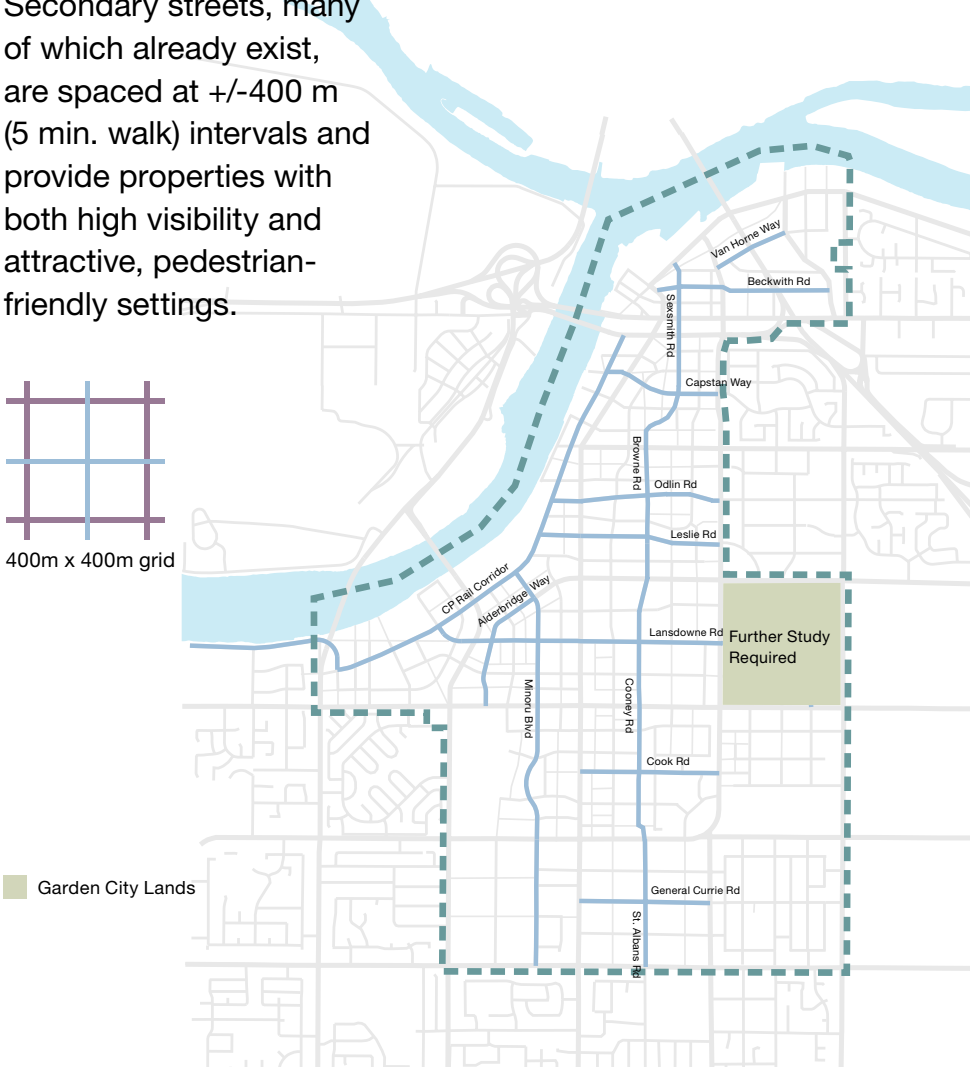 Secondary streets, many
of which already exist,
are spaced at +/-400 m
(5 min. walk) intervals and
provide properties with
both high visibility and
attractive, pedestrian-
friendly settings.
400m x 400m grid
Garden City Lands
Van Horne Way
Beckwith Rd
Sexsmith Rd
Capstan Way
Browne Rd
Odlin Rd
Leslie Rd
CP Rail Corridor
Alderbridge Way
Lansdowne Rd
Further Study
Required
Minoru Blvd
Cooney Rd
Cook Rd
General Currie Rd
St. Albans Rd